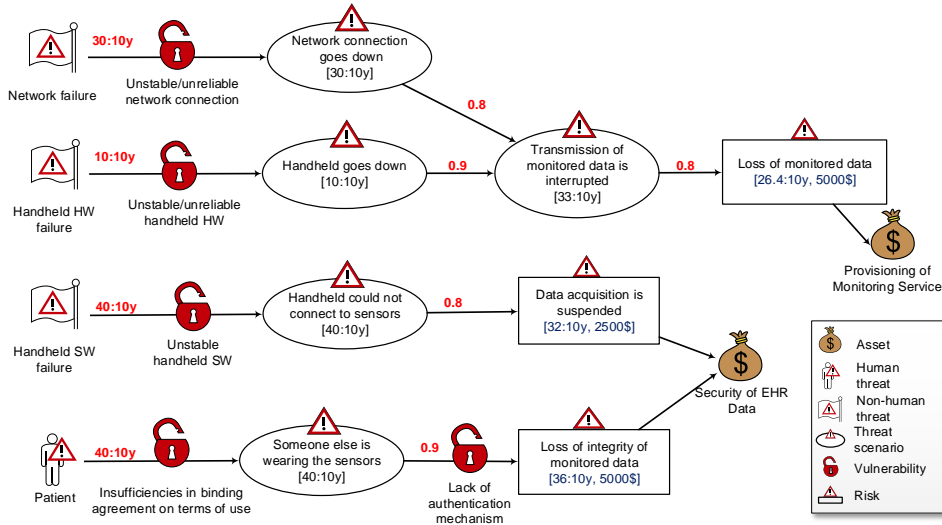 30:10y
Network failure
Unstable/unreliable
network connection
Network connection
goes down
[30:10y]
0.8
10:10y
Handheld HW
failure
Unstable/unreliable
handheld HW
Handheld goes down
[10:10y]
0.9
Transmission of
monitored data is
interrupted
[33:10y]
0.8
Loss of monitored data
[26.4:10y, 5000$]
$
Provisioning of
Monitoring Service
40:10y
Handheld SW
failure
Unstable
handheld SW
Handheld could not
connect to sensors
[40:10y]
0.8
Data acquisition is
suspended
[32:10y, 2500$]
$
Security of EHR
Data
40:10y
Patient
Insufficiencies in binding
agreement on terms of use
Someone else is
wearing the sensors
[40:10y]
0.9
Lack of
authentication
mechanism
Loss of integrity of
monitored data
[36:10y, 5000$]
$
Asset
Human
threat
Non-human
threat
Threat
scenario
Vulnerability
Risk